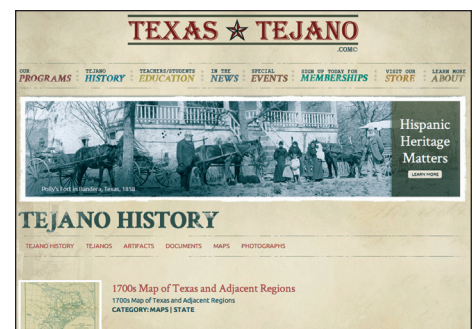 TEXAS TEJANO
.COM©
OUR PROGRAMS
TEJANO HISTORY
TEACHERS/STUDENTS EDUCATION
IN THE NEWS
SPECIAL EVENTS
SIGN UP TODAY FOR MEMBERSHIPS
VISIT OUR STORE
LEARN MORE ABOUT
Hispanic
Heritage
Matters
LEARN MORE
Polly's Fort in Bandera, Texas, 1850
TEJANO HISTORY
TEJANO HISTORY TEJANOS ARTIFACTS DOCUMENTS MAPS PHOTOGRAPHS
1700s Map of Texas and Adjacent Regions
1700s Map of Texas and Adjacent Regions
CATEGORY: MAPS | STATE